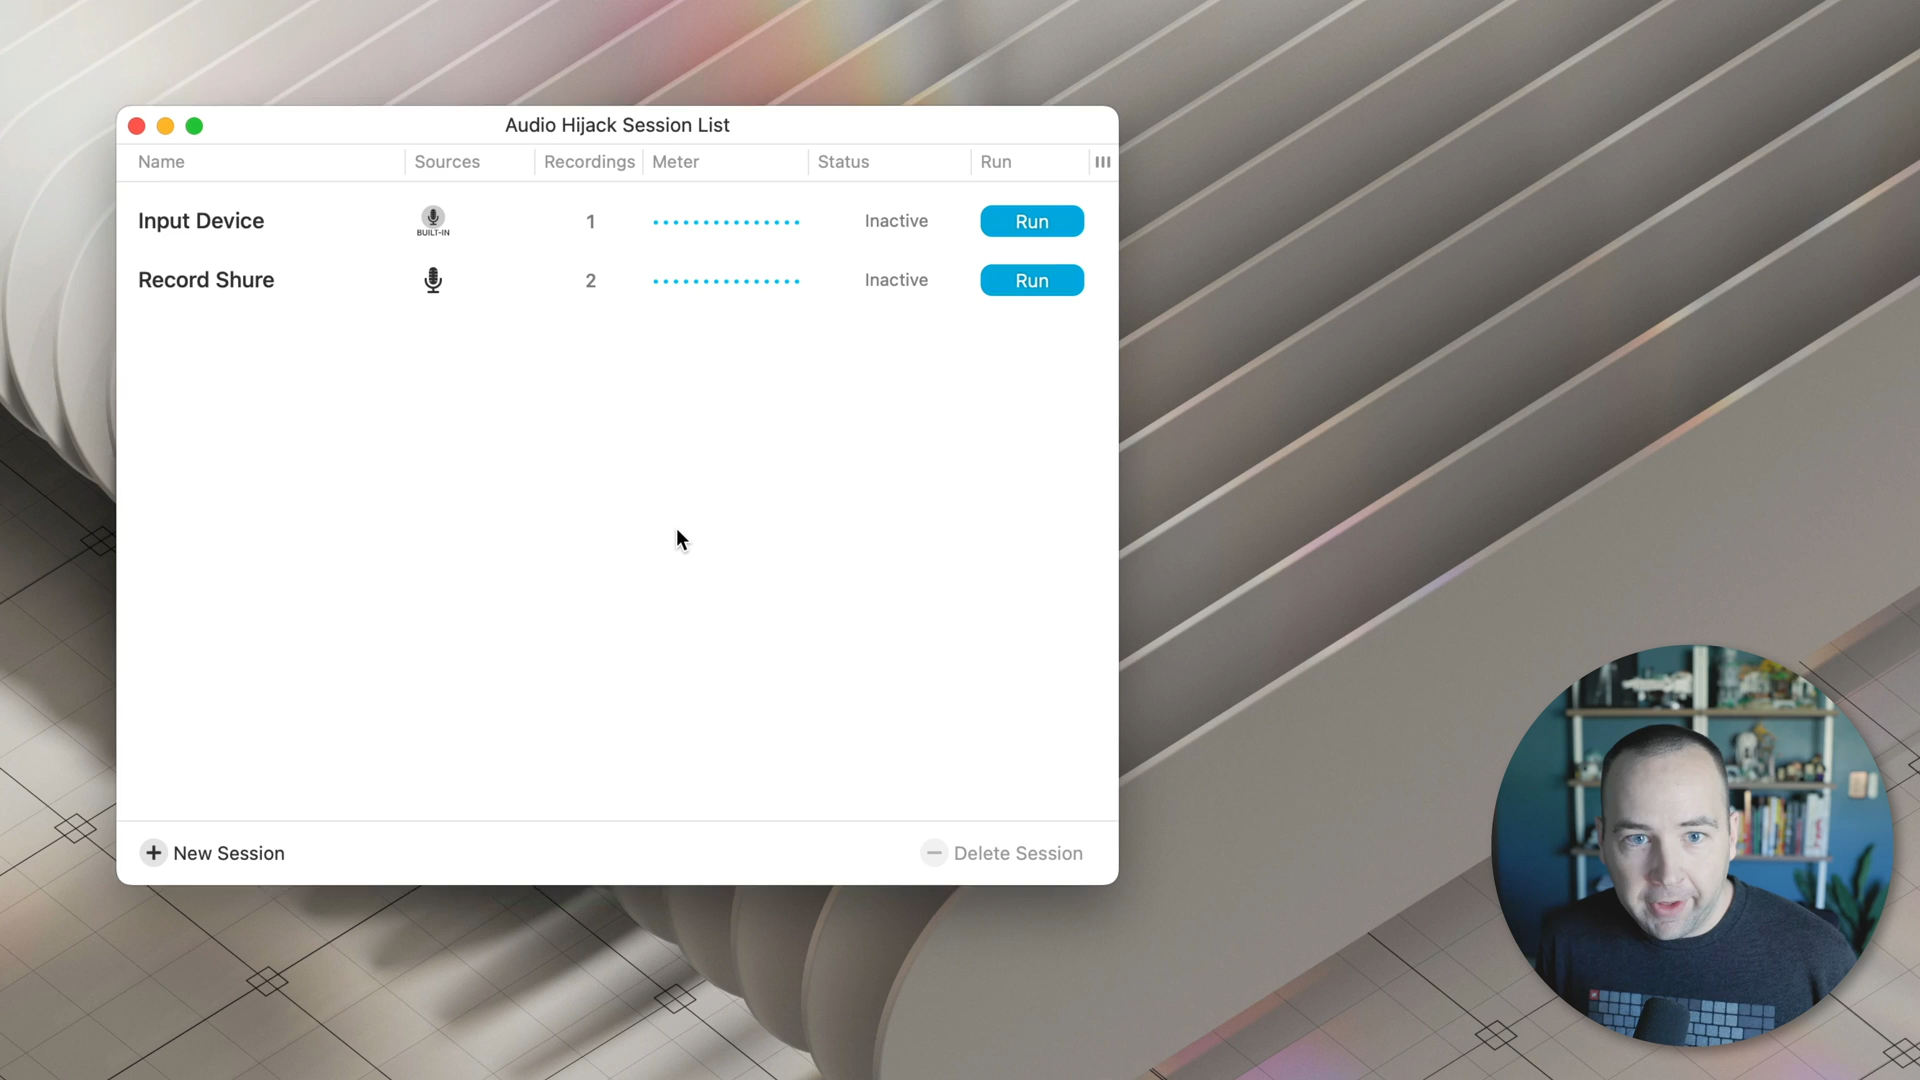 Audio Hijack Session List
Name Sources Recordings Meter Status Run
Input Device BUILT-IN 1 Inactive Run
Record Shure 2 Inactive Run
New Session Delete Session